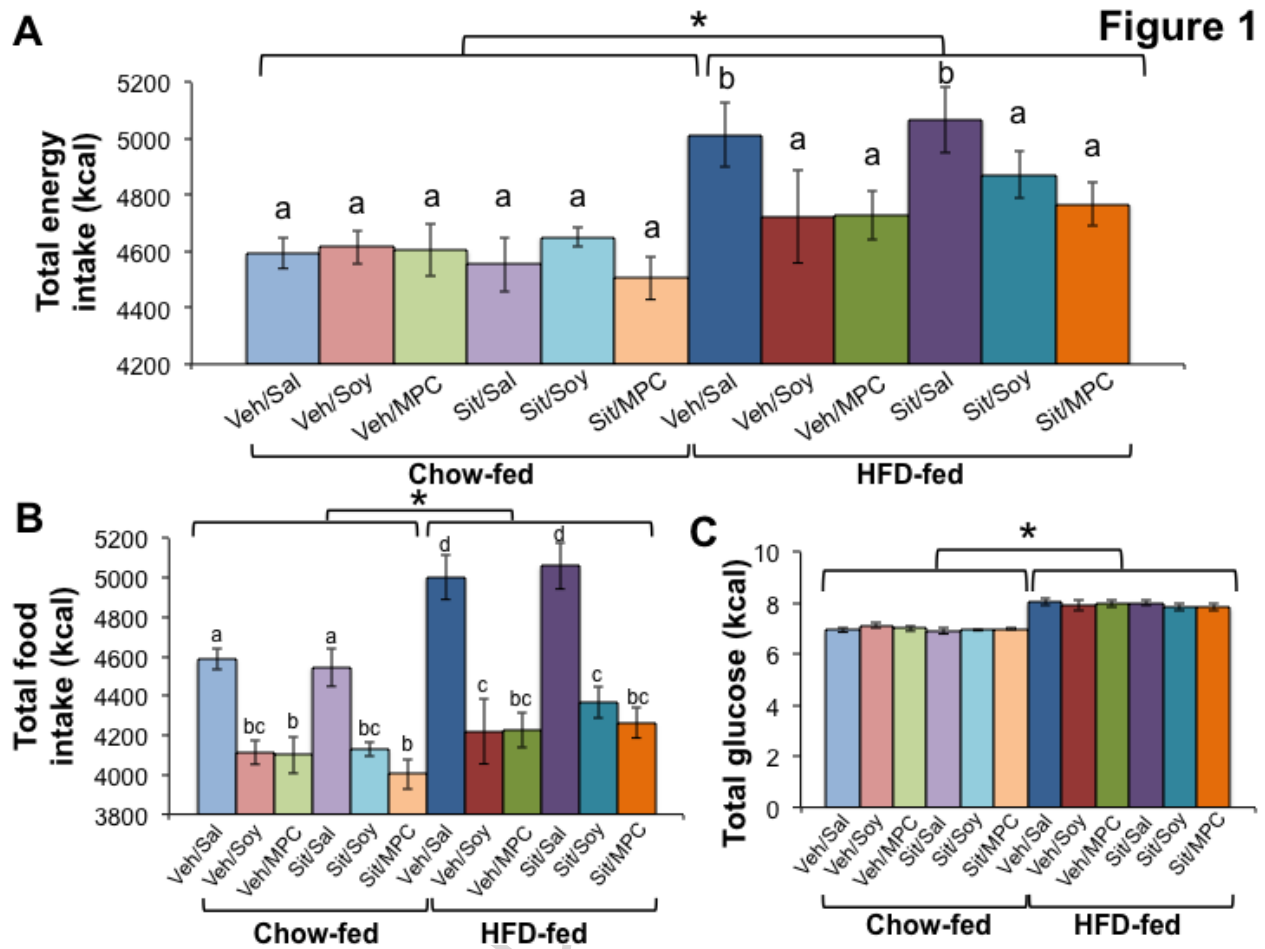 A
*
Figure 1
Total energy
intake (kcal)
5200
5000
4800
4600
4400
4200
a
a
a
a
a
a
b
a
a
b
a
a
Veh/Sal
Veh/Soy
Veh/MPC
Sit/Sal
Sit/Soy
Sit/MPC
Veh/Sal
Veh/Soy
Veh/MPC
Sit/Sal
Sit/Soy
Sit/MPC
Chow-fed
HFD-fed
B
*
Total food
intake (kcal)
5200
5000
4800
4600
4400
4200
4000
3800
a
bc
b
a
bc
b
d
c
bc
d
c
bc
Veh/Sal
Veh/Soy
Veh/MPC
Sit/Sal
Sit/Soy
Sit/MPC
Veh/Sal
Veh/Soy
Veh/MPC
Sit/Sal
Sit/Soy
Sit/MPC
Chow-fed
HFD-fed
C
*
Total glucose (kcal)
10
8
6
4
2
0
Veh/Sal
Veh/Soy
Veh/MPC
Sit/Sal
Sit/Soy
Sit/MPC
Veh/Sal
Veh/Soy
Veh/MPC
Sit/Sal
Sit/Soy
Sit/MPC
Chow-fed
HFD-fed